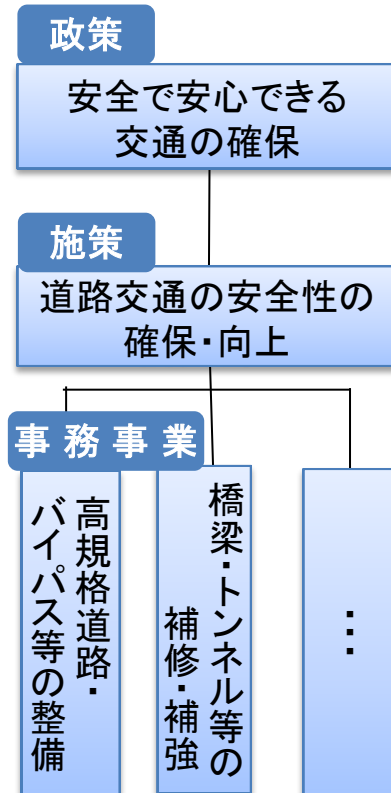 政策
安全で安心できる
交通の確保
施策
道路交通の安全性の
確保・向上
事務事業
高規格道路・
バイパス等の整備
橋梁・トンネル等の
補修・補強
･･･